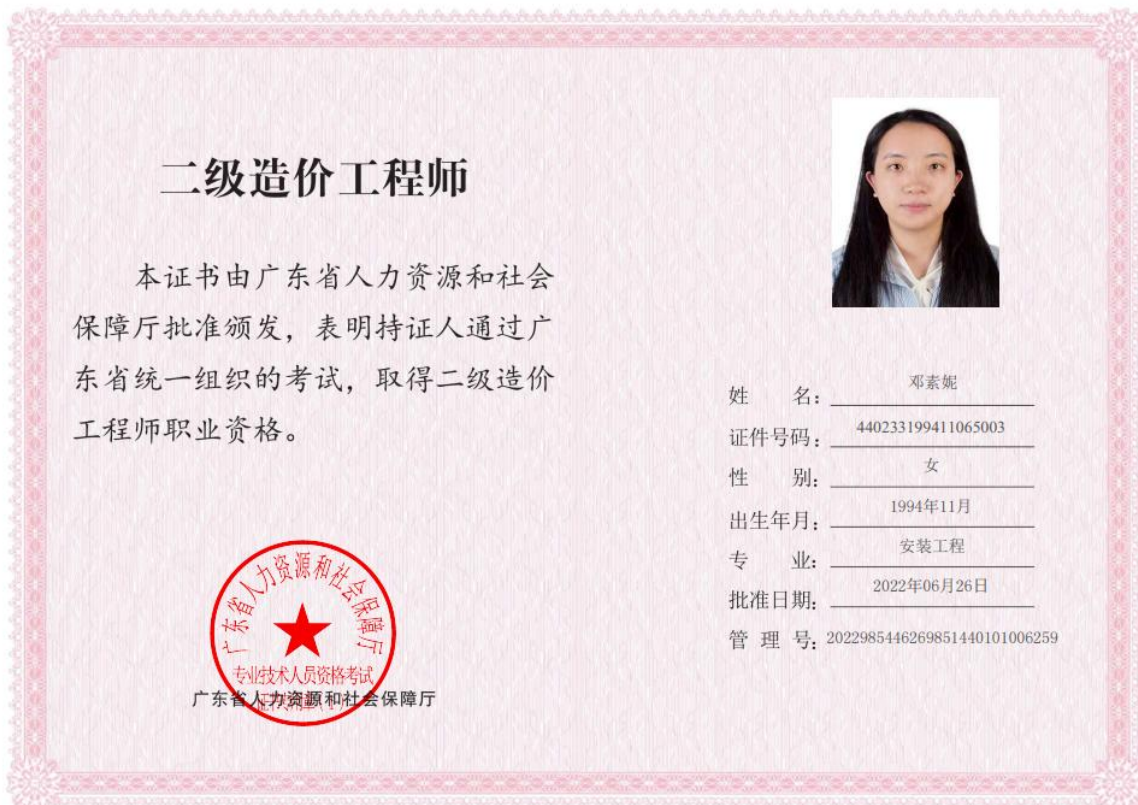 二级造价工程师
本证书由广东省人力资源和社会
保障厅批准颁发，表明持证人通过广
东省统一组织的考试，取得二级造价
工程师职业资格。
广东省人力资源和社会保障厅
专业技术人员资格考试
广东省人力资源和社会保障厅
姓名：邓素妮
证件号码：440233199411065003
性别：女
出生年月：1994年11月
专业：安装工程
批准日期：2022年06月26日
管理号：2022985446269851440101006259